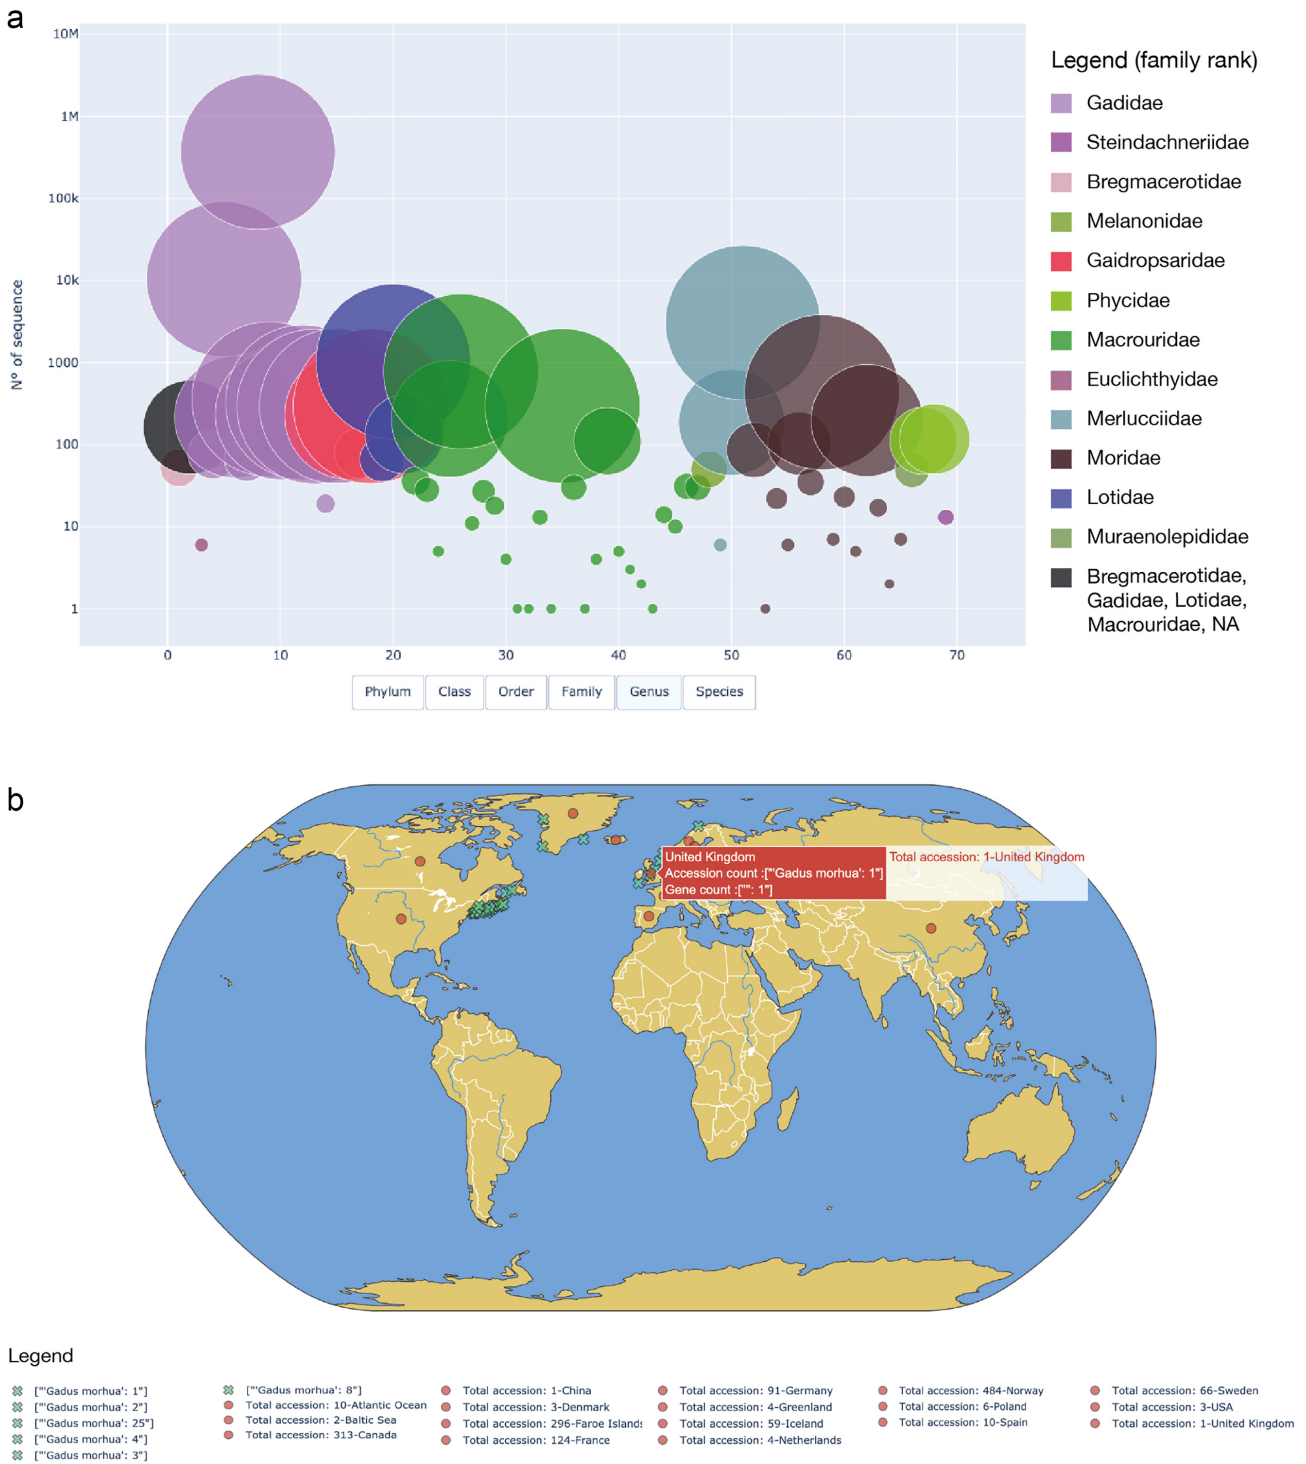 a
10M
1M
100k
10k
1000
100
10
1
N° of sequence
0 10 20 30 40 50 60 70
Phylum Class Order Family Genus Species
Legend (family rank)
Gadidae
Steindachneriidae
Bregmacerotidae
Melanonidae
Gaidropsaridae
Phycidae
Macrouridae
Euclichthyidae
Merlucciidae
Moridae
Lotidae
Muraenolepididae
Bregmacerotidae,
Gadidae, Lotidae,
Macrouridae, NA
b
United Kingdom
Accession count :["'Gadus morhua': 1"]
Gene count :["": 1"]
Total accession: 1-United Kingdom
Legend
["'Gadus morhua': 1"]
["'Gadus morhua': 2"]
["'Gadus morhua': 25"]
["'Gadus morhua': 4"]
["'Gadus morhua': 3"]
["'Gadus morhua': 8"]
Total accession: 10-Atlantic Ocean
Total accession: 2-Baltic Sea
Total accession: 313-Canada
Total accession: 1-China
Total accession: 3-Denmark
Total accession: 296-Faroe Islands
Total accession: 124-France
Total accession: 91-Germany
Total accession: 4-Greenland
Total accession: 59-Iceland
Total accession: 4-Netherlands
Total accession: 484-Norway
Total accession: 6-Poland
Total accession: 10-Spain
Total accession: 66-Sweden
Total accession: 3-USA
Total accession: 1-United Kingdom